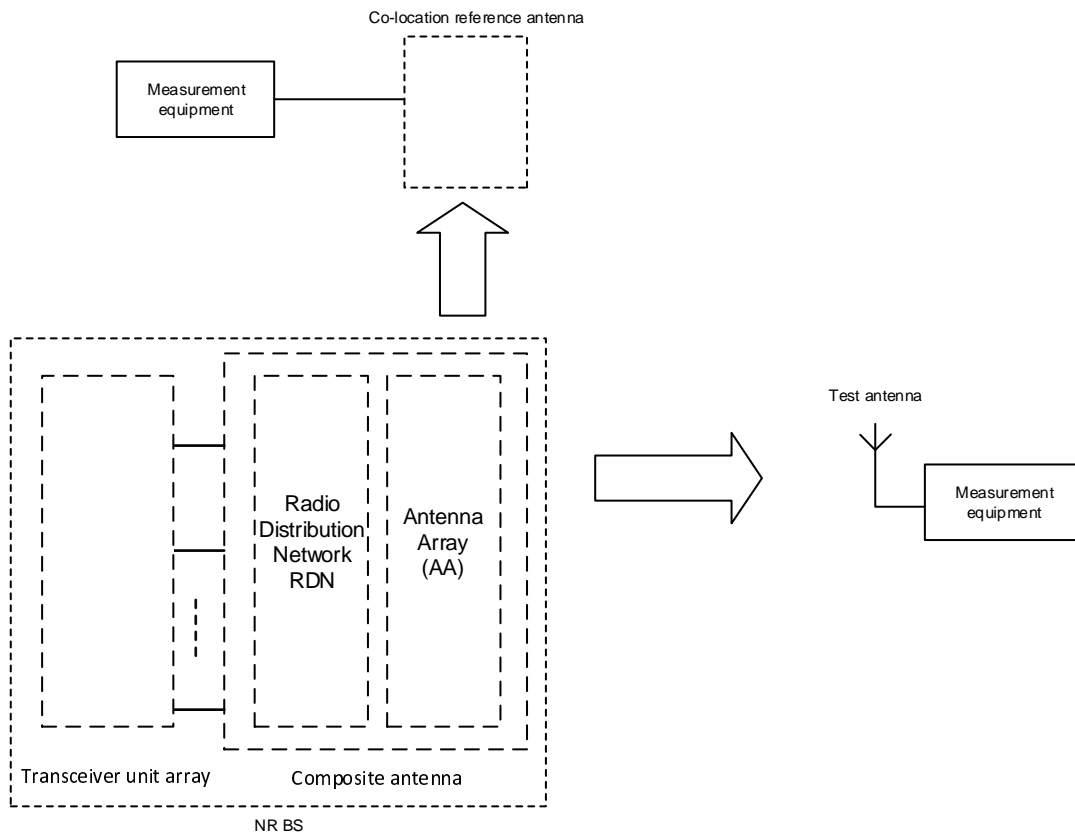 Co-location reference antenna
Measurement
equipment
Test antenna
Measurement
equipment
Radio
Distribution
Network
RDN
Antenna
Array
(AA)
Transceiver unit array
Composite antenna
NR BS